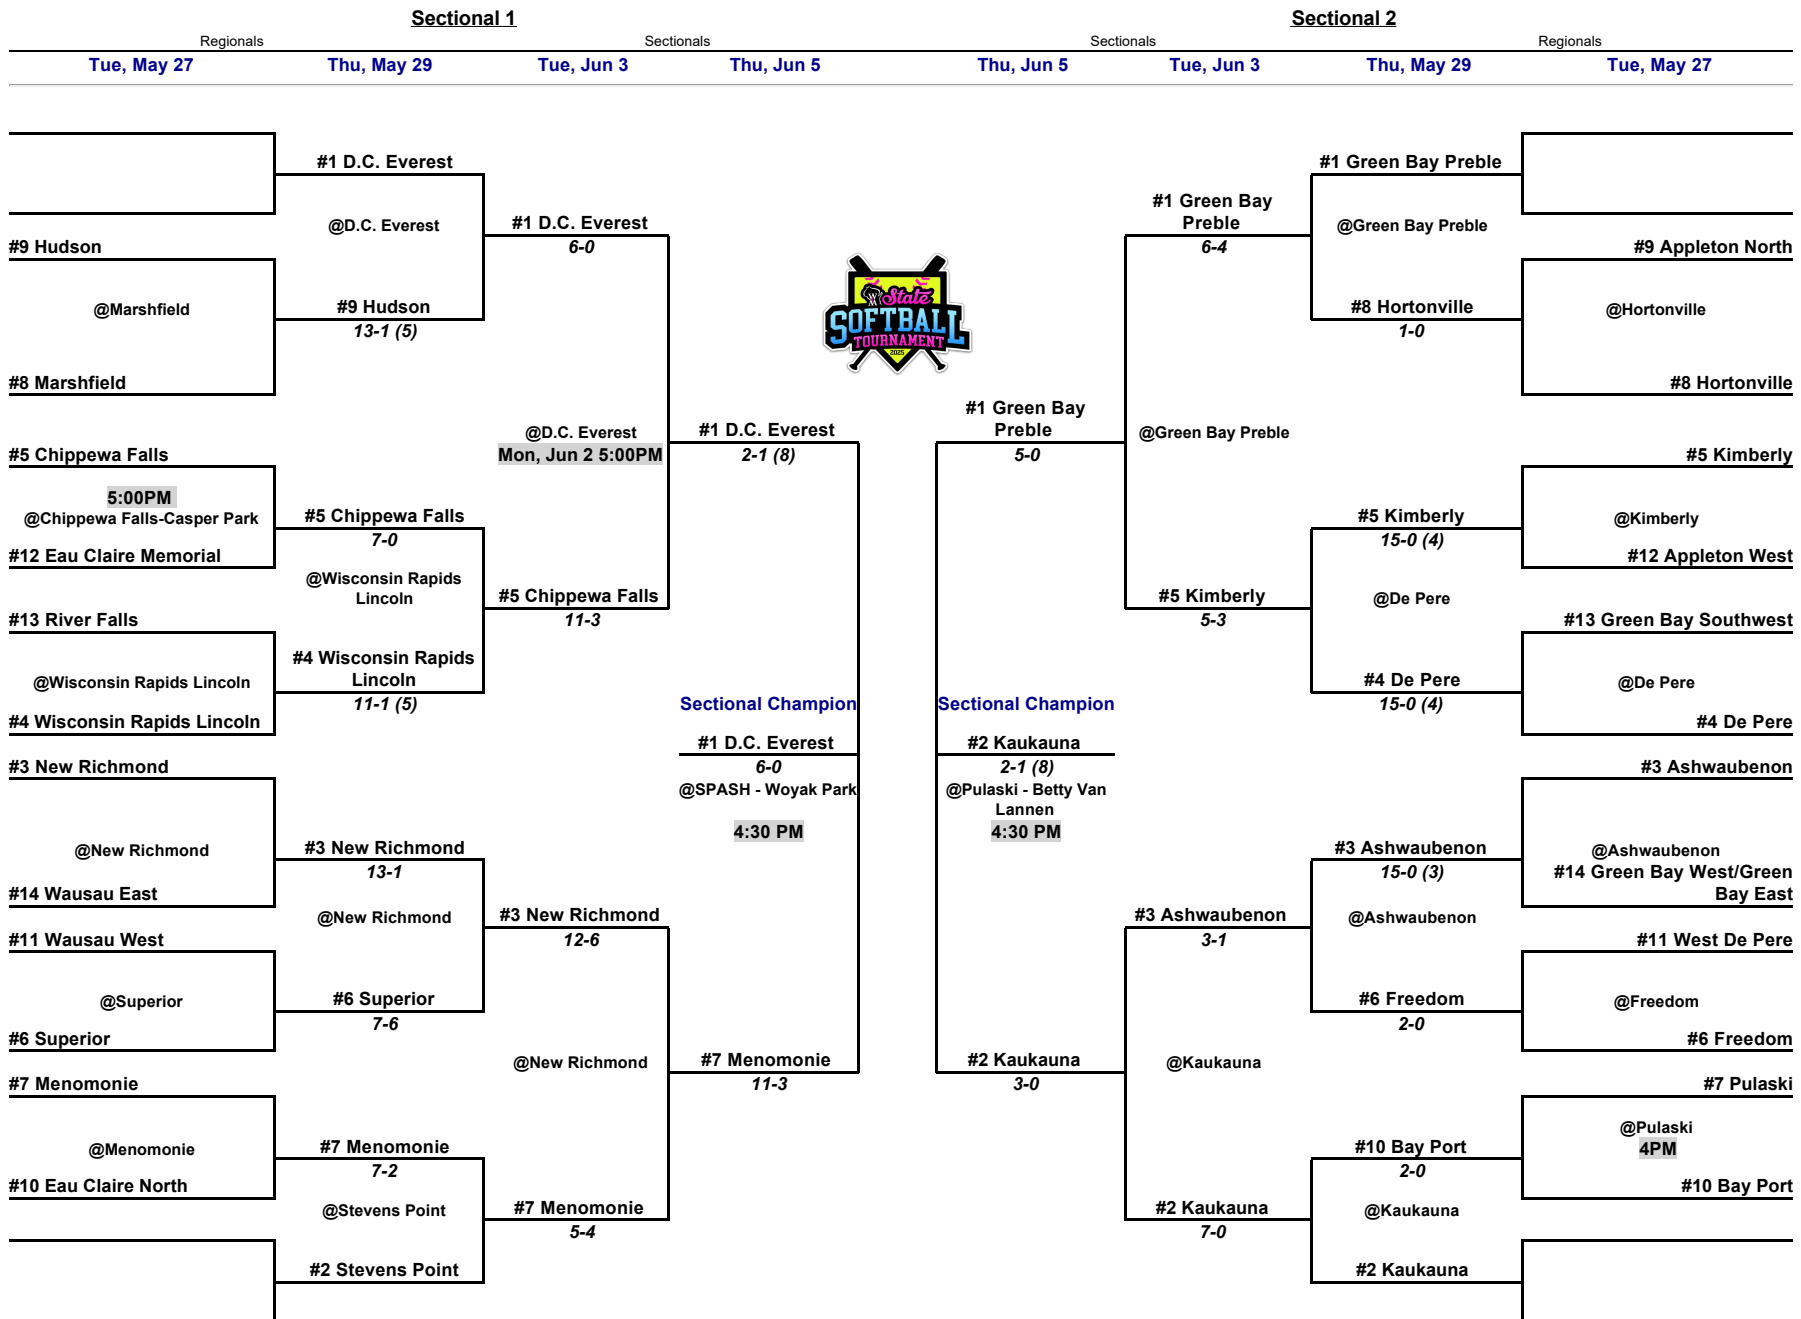 Sectional 1
Sectional 2
Regionals
Sectionals
Sectionals
Regionals
Tue, May 27
Thu, May 29
Tue, Jun 3
Thu, Jun 5
Thu, Jun 5
Tue, Jun 3
Thu, May 29
Tue, May 27
#9 Hudson
@Marshfield
#8 Marshfield
#5 Chippewa Falls
5:00PM
@Chippewa Falls-Casper Park
#12 Eau Claire Memorial
#13 River Falls
@Wisconsin Rapids Lincoln
#4 Wisconsin Rapids Lincoln
#3 New Richmond
@New Richmond
#14 Wausau East
#11 Wausau West
@Superior
#6 Superior
#7 Menomonie
@Menomonie
#10 Eau Claire North
#1 D.C. Everest
@D.C. Everest
#9 Hudson
13-1 (5)
#5 Chippewa Falls
7-0
@Wisconsin Rapids
Lincoln
#4 Wisconsin Rapids
Lincoln
11-1 (5)
#3 New Richmond
13-1
@New Richmond
#6 Superior
7-6
#7 Menomonie
7-2
@Stevens Point
#2 Stevens Point
#1 D.C. Everest
6-0
@D.C. Everest
Mon, Jun 2 5:00PM
#5 Chippewa Falls
11-3
#3 New Richmond
12-6
@New Richmond
#7 Menomonie
5-4
#1 D.C. Everest
2-1 (8)
Sectional Champion
#1 D.C. Everest
6-0
@SPASH - Woyak Park
4:30 PM
#7 Menomonie
11-3
State
SOFTBALL
TOURNAMENT
2025
#1 Green Bay
Preble
5-0
Sectional Champion
#2 Kaukauna
2-1 (8)
@Pulaski - Betty Van
Lannen
4:30 PM
#2 Kaukauna
3-0
#1 Green Bay
Preble
6-4
@Green Bay Preble
#5 Kimberly
5-3
#3 Ashwaubenon
3-1
@Kaukauna
#2 Kaukauna
7-0
#1 Green Bay Preble
@Green Bay Preble
#8 Hortonville
1-0
#5 Kimberly
15-0 (4)
@De Pere
#4 De Pere
15-0 (4)
#3 Ashwaubenon
15-0 (3)
@Ashwaubenon
#6 Freedom
2-0
#10 Bay Port
2-0
@Kaukauna
#2 Kaukauna
#9 Appleton North
@Hortonville
#8 Hortonville
#5 Kimberly
@Kimberly
#12 Appleton West
#13 Green Bay Southwest
@De Pere
#4 De Pere
#3 Ashwaubenon
@Ashwaubenon
#14 Green Bay West/Green
Bay East
#11 West De Pere
@Freedom
#6 Freedom
#7 Pulaski
@Pulaski
4PM
#10 Bay Port